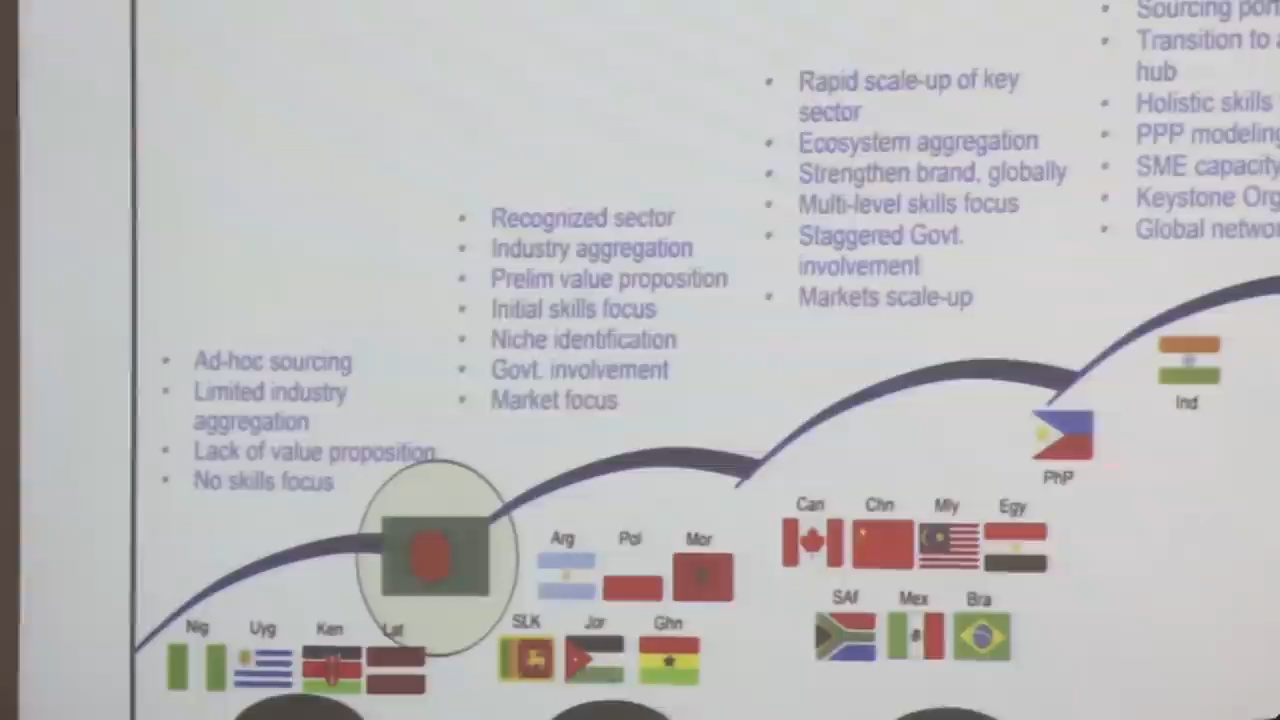 Sourcing
Transition to
hub
Holistic skills
PPP modeling
SME capacity
Keystone
Global
• Rapid scale-up of key
sector
• Ecosystem aggregation
• Strengthen brand, globally
• Multi-level skills focus
• Staggered Govt.
involvement
• Markets scale-up
• Recognized sector
• Industry aggregation
• Prelim value proposition
• Initial skills focus
• Niche identification
• Govt. involvement
• Market focus
• Ad-hoc sourcing
• Limited industry
aggregation
• Lack of value proposition
• No skills focus
Ind
PhP
Can Chn Mly Egy
SAf Mex Bra
Arg Pol Mor
SLK Jor Ghn
Nig Uyg Ken Lat